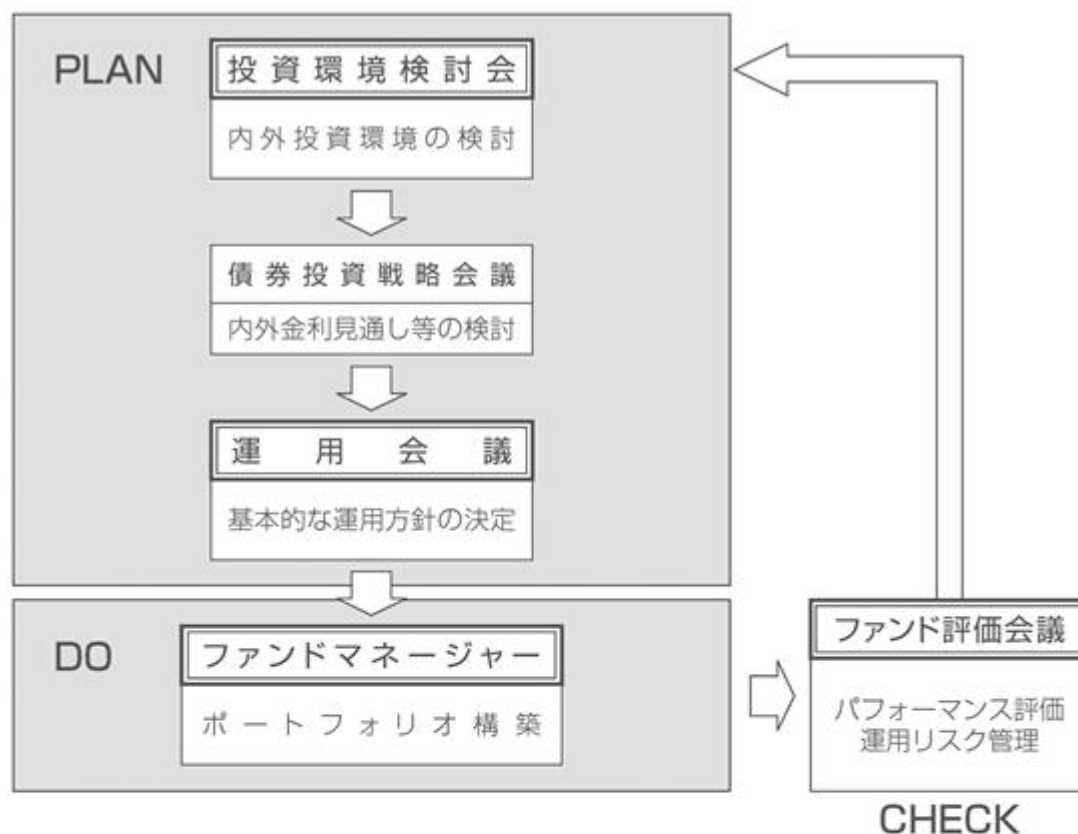 PLAN
投資環境検討会
内外投資環境の検討
債券投資戦略会議
内外金利見通し等の検討
運用会議
基本的な運用方針の決定
DO
ファンドマネージャー
ポートフォリオ構築
ファンド評価会議
パフォーマンス評価
運用リスク管理
CHECK